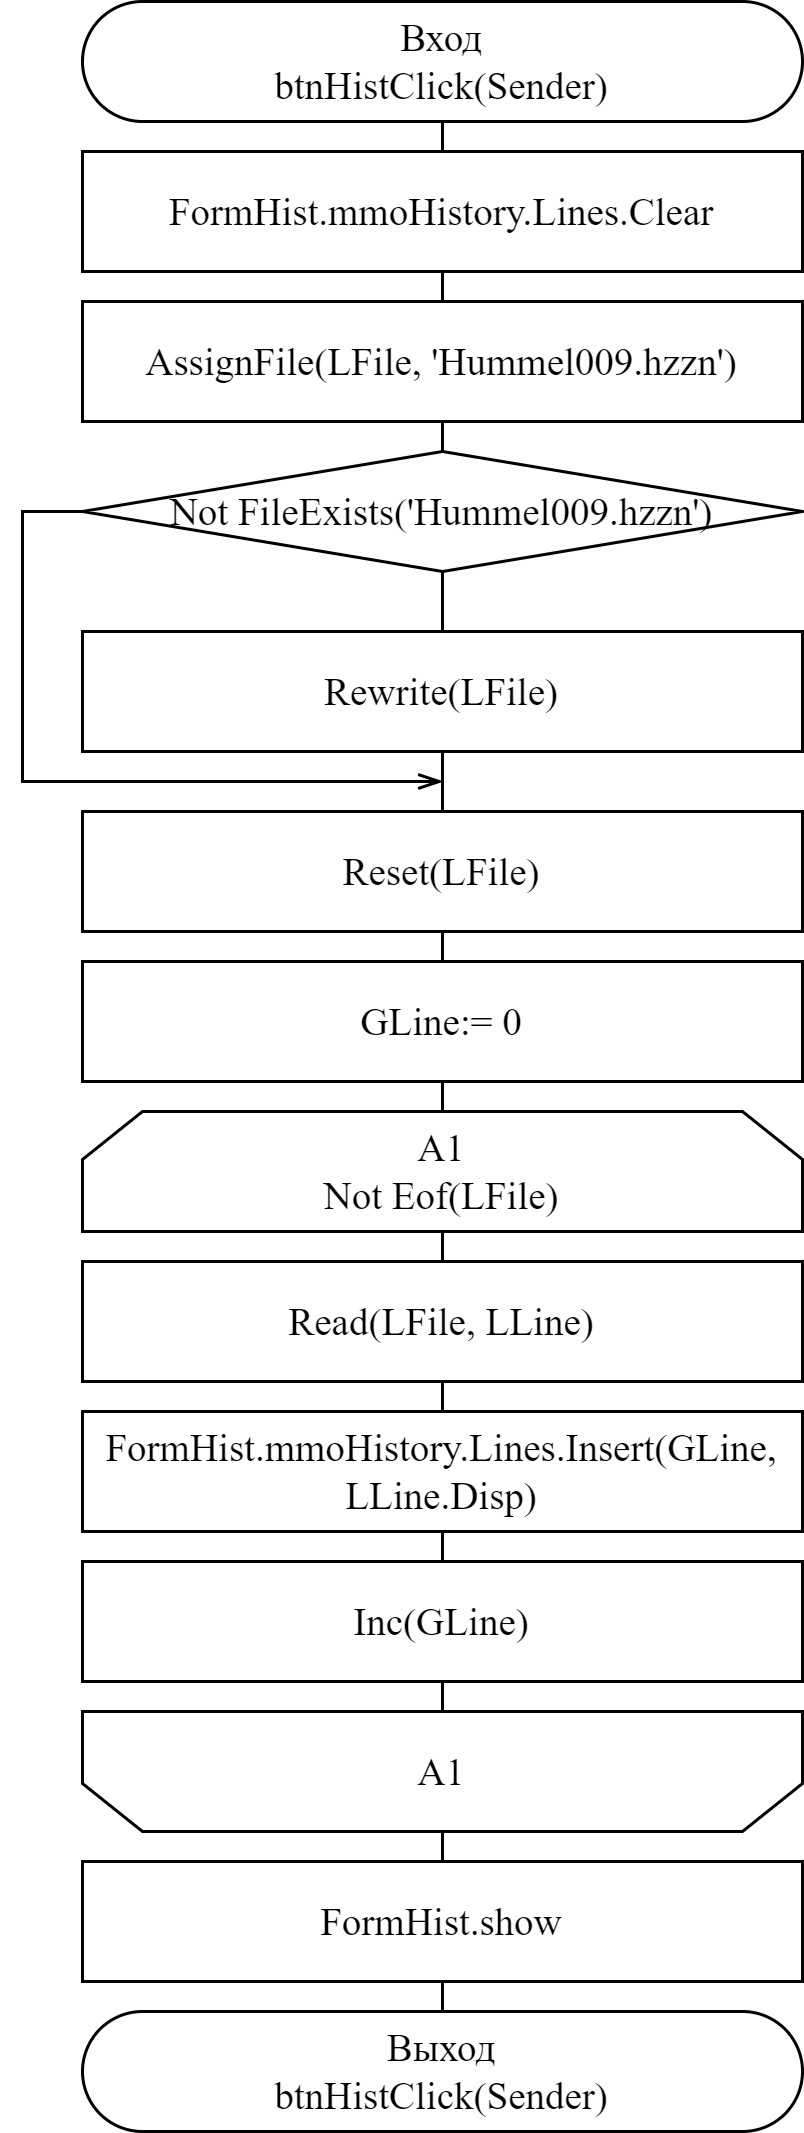 Вход
btnHistClick(Sender)
FormHist.mmoHistory.Lines.Clear
AssignFile(LFile, 'Hummel009.hzzn')
Not FileExists('Hummel009.hzzn')
Rewrite(LFile)
Reset(LFile)
GLine:= 0
A1
Not Eof(LFile)
Read(LFile, LLine)
FormHist.mmoHistory.Lines.Insert(GLine,
LLine.Disp)
Inc(GLine)
A1
FormHist.show
Выход
btnHistClick(Sender)